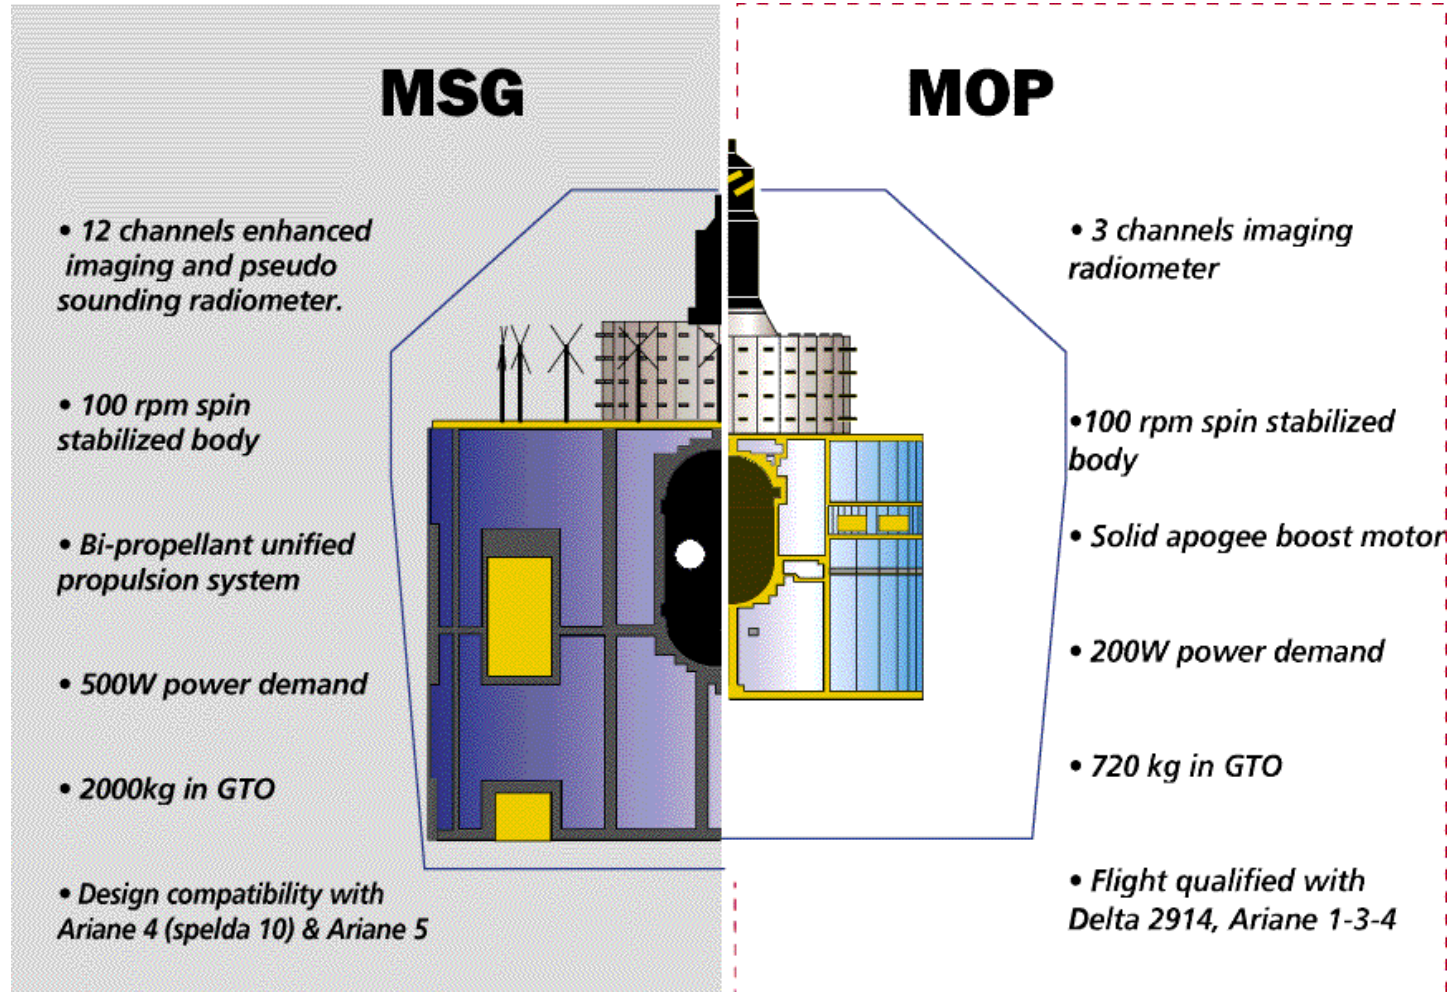 MSG
• 12 channels enhanced
imaging and pseudo
sounding radiometer.
• 100 rpm spin
stabilized body
• Bi-propellant unified
propulsion system
• 500W power demand
• 2000kg in GTO
• Design compatibility with
Ariane 4 (spelda 10) & Ariane 5
MOP
• 3 channels imaging
radiometer
•100 rpm spin stabilized
body
• Solid apogee boost motor
• 200W power demand
• 720 kg in GTO
• Flight qualified with
Delta 2914, Ariane 1-3-4